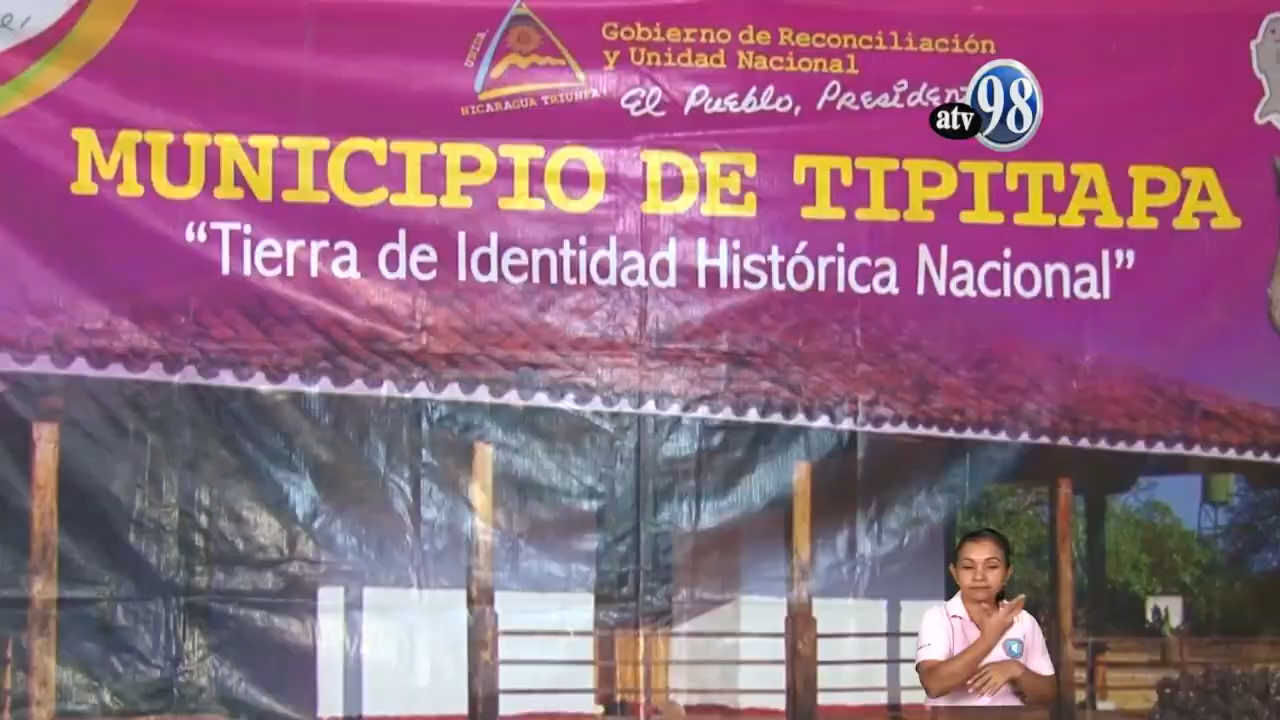 Gobierno de Reconciliación
y Unidad Nacional
UNIDA,
NICARAGUA TRIUNFA
El Pueblo, President
atv 98
MUNICIPIO DE TIPITAPA
“Tierra de Identidad Histórica Nacional”